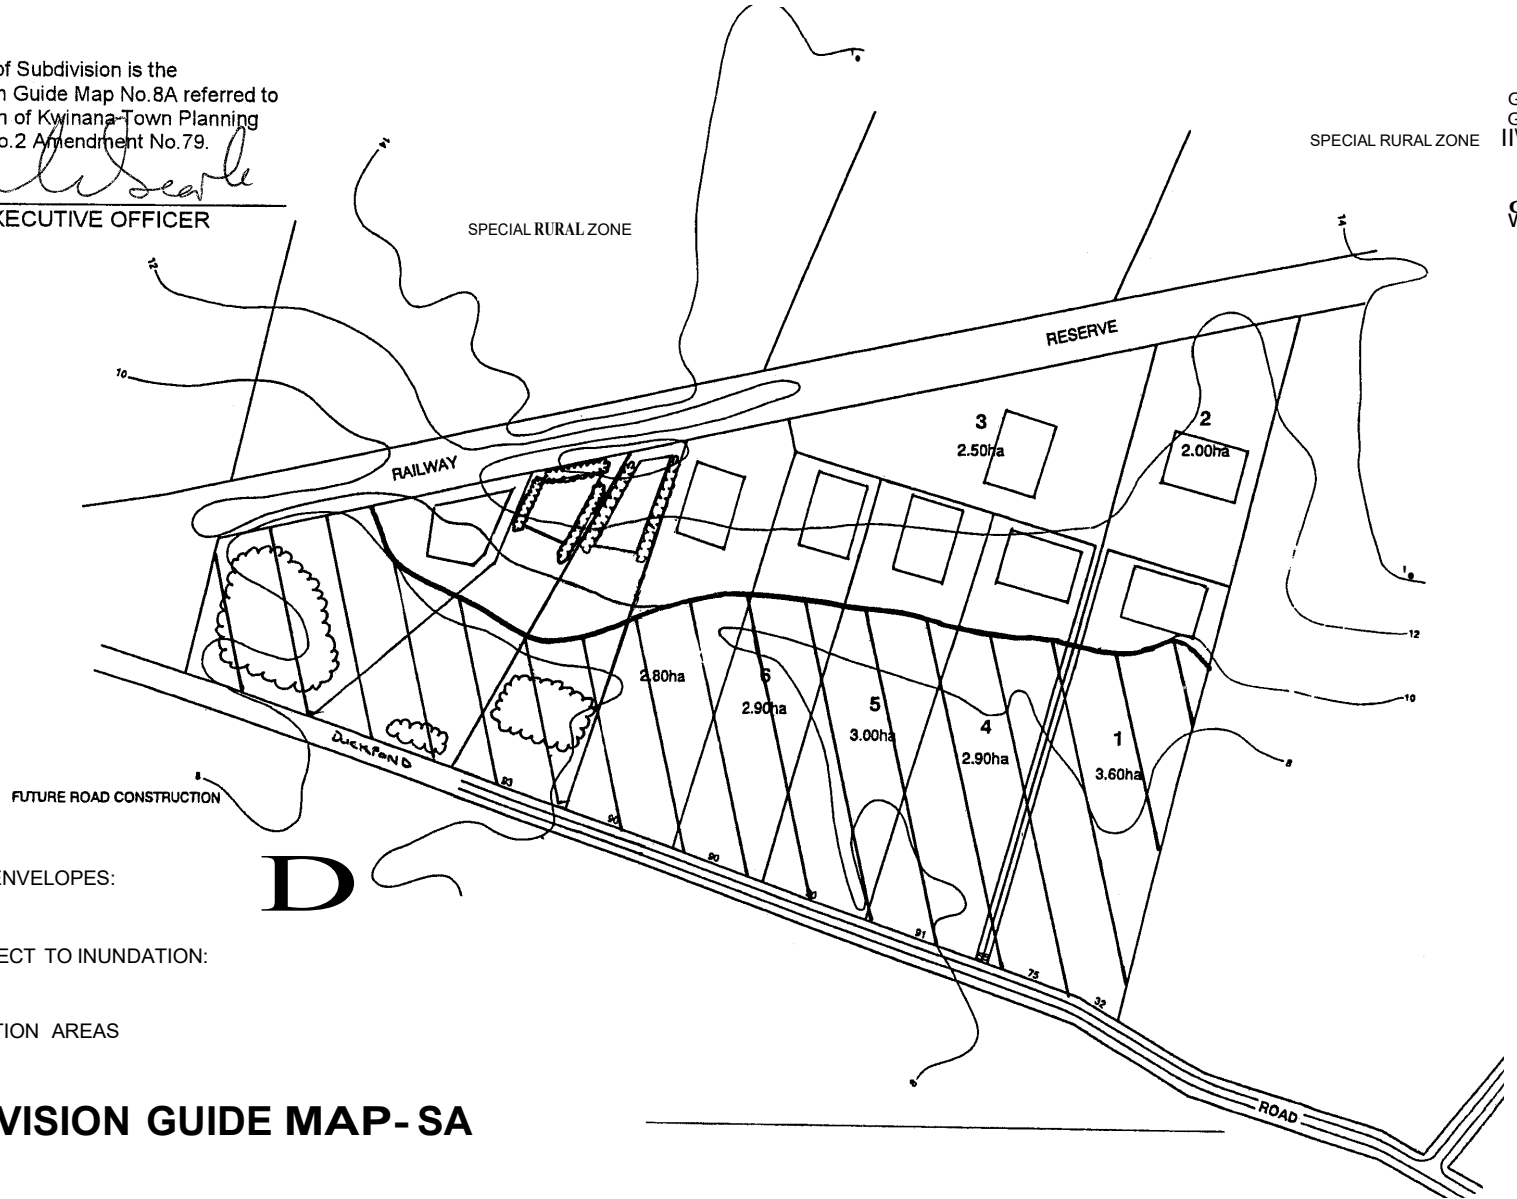 of Subdivision is the
Guide Map No.8A referred to
of Kwinana Town Planning
o.2 Amendment No.79.
XECUTIVE OFFICER
SPECIAL RURAL ZONE
SPECIAL RURAL ZONE
14
12
10
14
RESERVE
RAILWAY
3
2.50ha
2
2.00ha
12
10
8
2.80ha
6
2.90ha
5
3.00ha
4
2.90ha
1
3.60ha
DUCKPOND
93
90
90
90
91
75
32
8
FUTURE ROAD CONSTRUCTION
ENVELOPES:
D
ECT TO INUNDATION:
TION AREAS
VISION GUIDE MAP- SA
8
ROAD